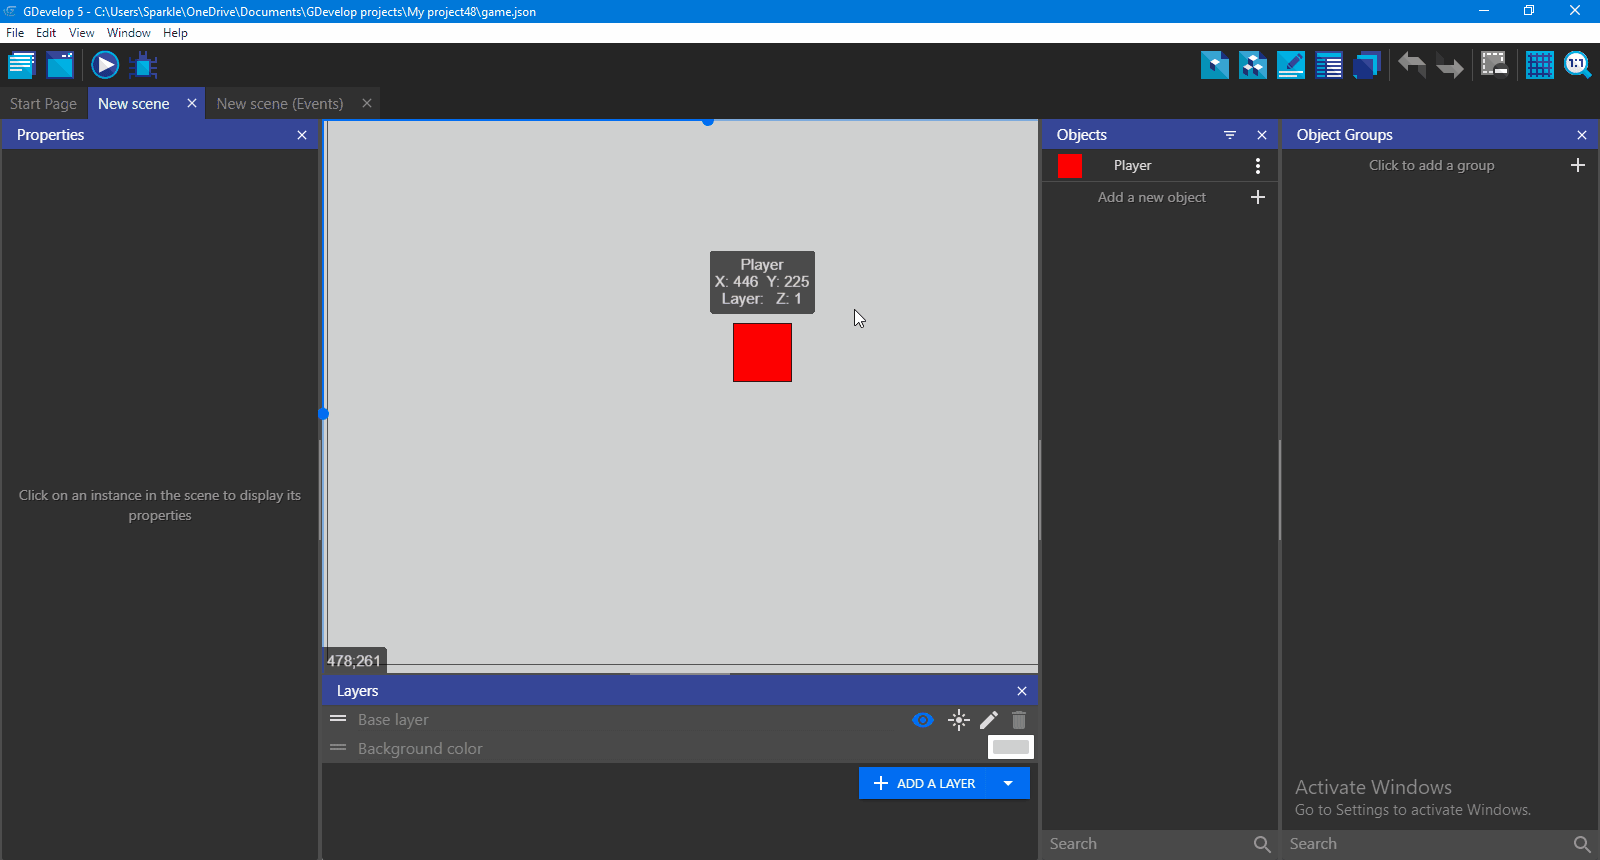 GDevelop 5 - C:\Users\Sparkle\OneDrive\Documents\GDevelop projects\My project48\game.json
File Edit View Window Help
1:1
Start Page New scene New scene (Events)
Properties
Click on an instance in the scene to display its
properties
Player
X: 446 Y: 225
Layer: Z: 1
478;261
Layers
Base layer
Background color
ADD A LAYER
Objects
Player
Add a new object
Search
Object Groups
Click to add a group
Activate Windows
Go to Settings to activate Windows.
Search